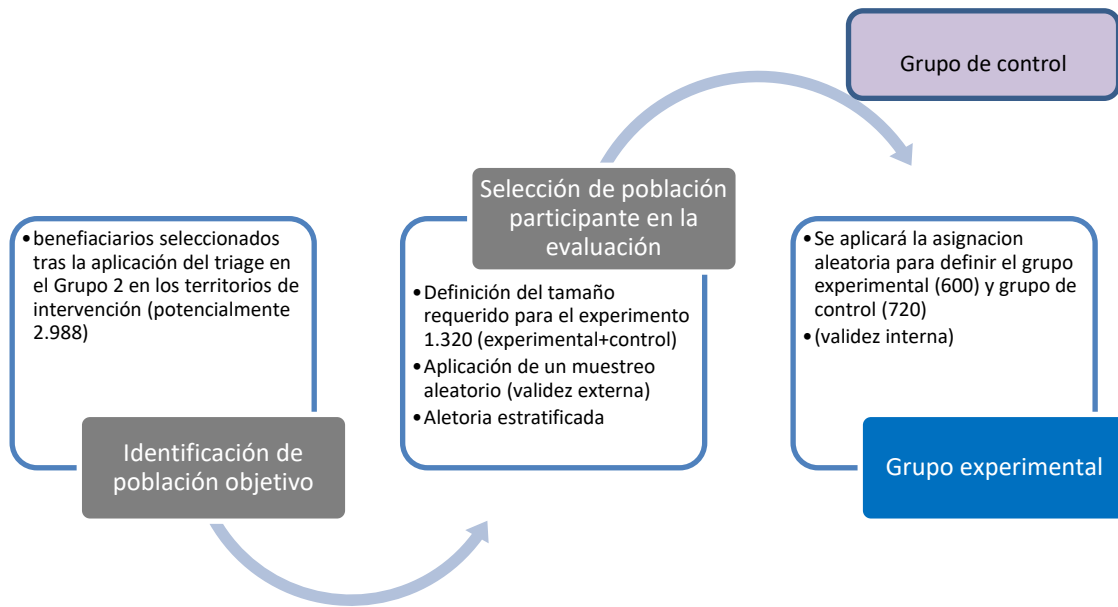 •benefiaciarios seleccionados
tras la aplicación del triage en
el Grupo 2 en los territorios de
intervención (potencialmente
2.988)
Identificación de
población objetivo
Selección de población
participante en la
evaluación
•Definición del tamaño
requerido para el experimento
1.320 (experimental+control)
•Aplicación de un muestreo
aleatorio (validez externa)
•Aletoria estratificada
Grupo de control
•Se aplicará la asignacion
aleatoria para definir el grupo
experimental (600) y grupo de
control (720)
•(validez interna)
Grupo experimental